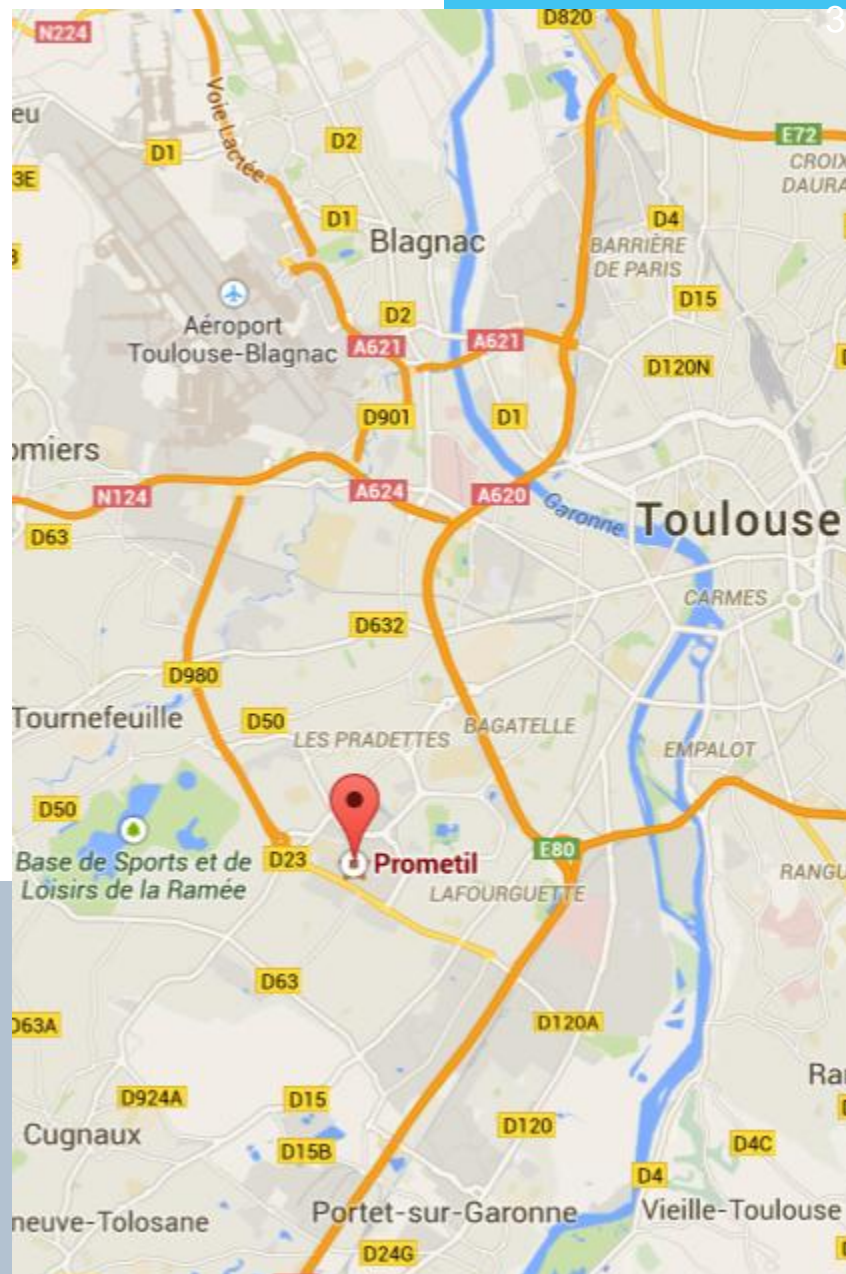 3
D820
N224
eu
Voie Lactée
D1
D2
E72
CROIX
DAURA
3E
D1
Blagnac
D4
BARRIÈRE
DE PARIS
D15
Aéroport
Toulouse-Blagnac
D2
A621
A621
D120N
D901
D1
omiers
N124
A624
A620
Garonne
Toulouse
D63
CARMES
D632
D980
Tournefeuille
D50
LES PRADETTES
BAGATELLE
EMPALOT
D50
Base de Sports et de
Loisirs de la Ramée
D23
Prometil
E80
LAFOURGUETTE
RANGU
D63
D63A
D120A
Ra
D924A
D15
Cugnaux
D15B
D120
D4C
D4
neuve-Tolosane
Portet-sur-Garonne
Vieille-Toulouse
D24G